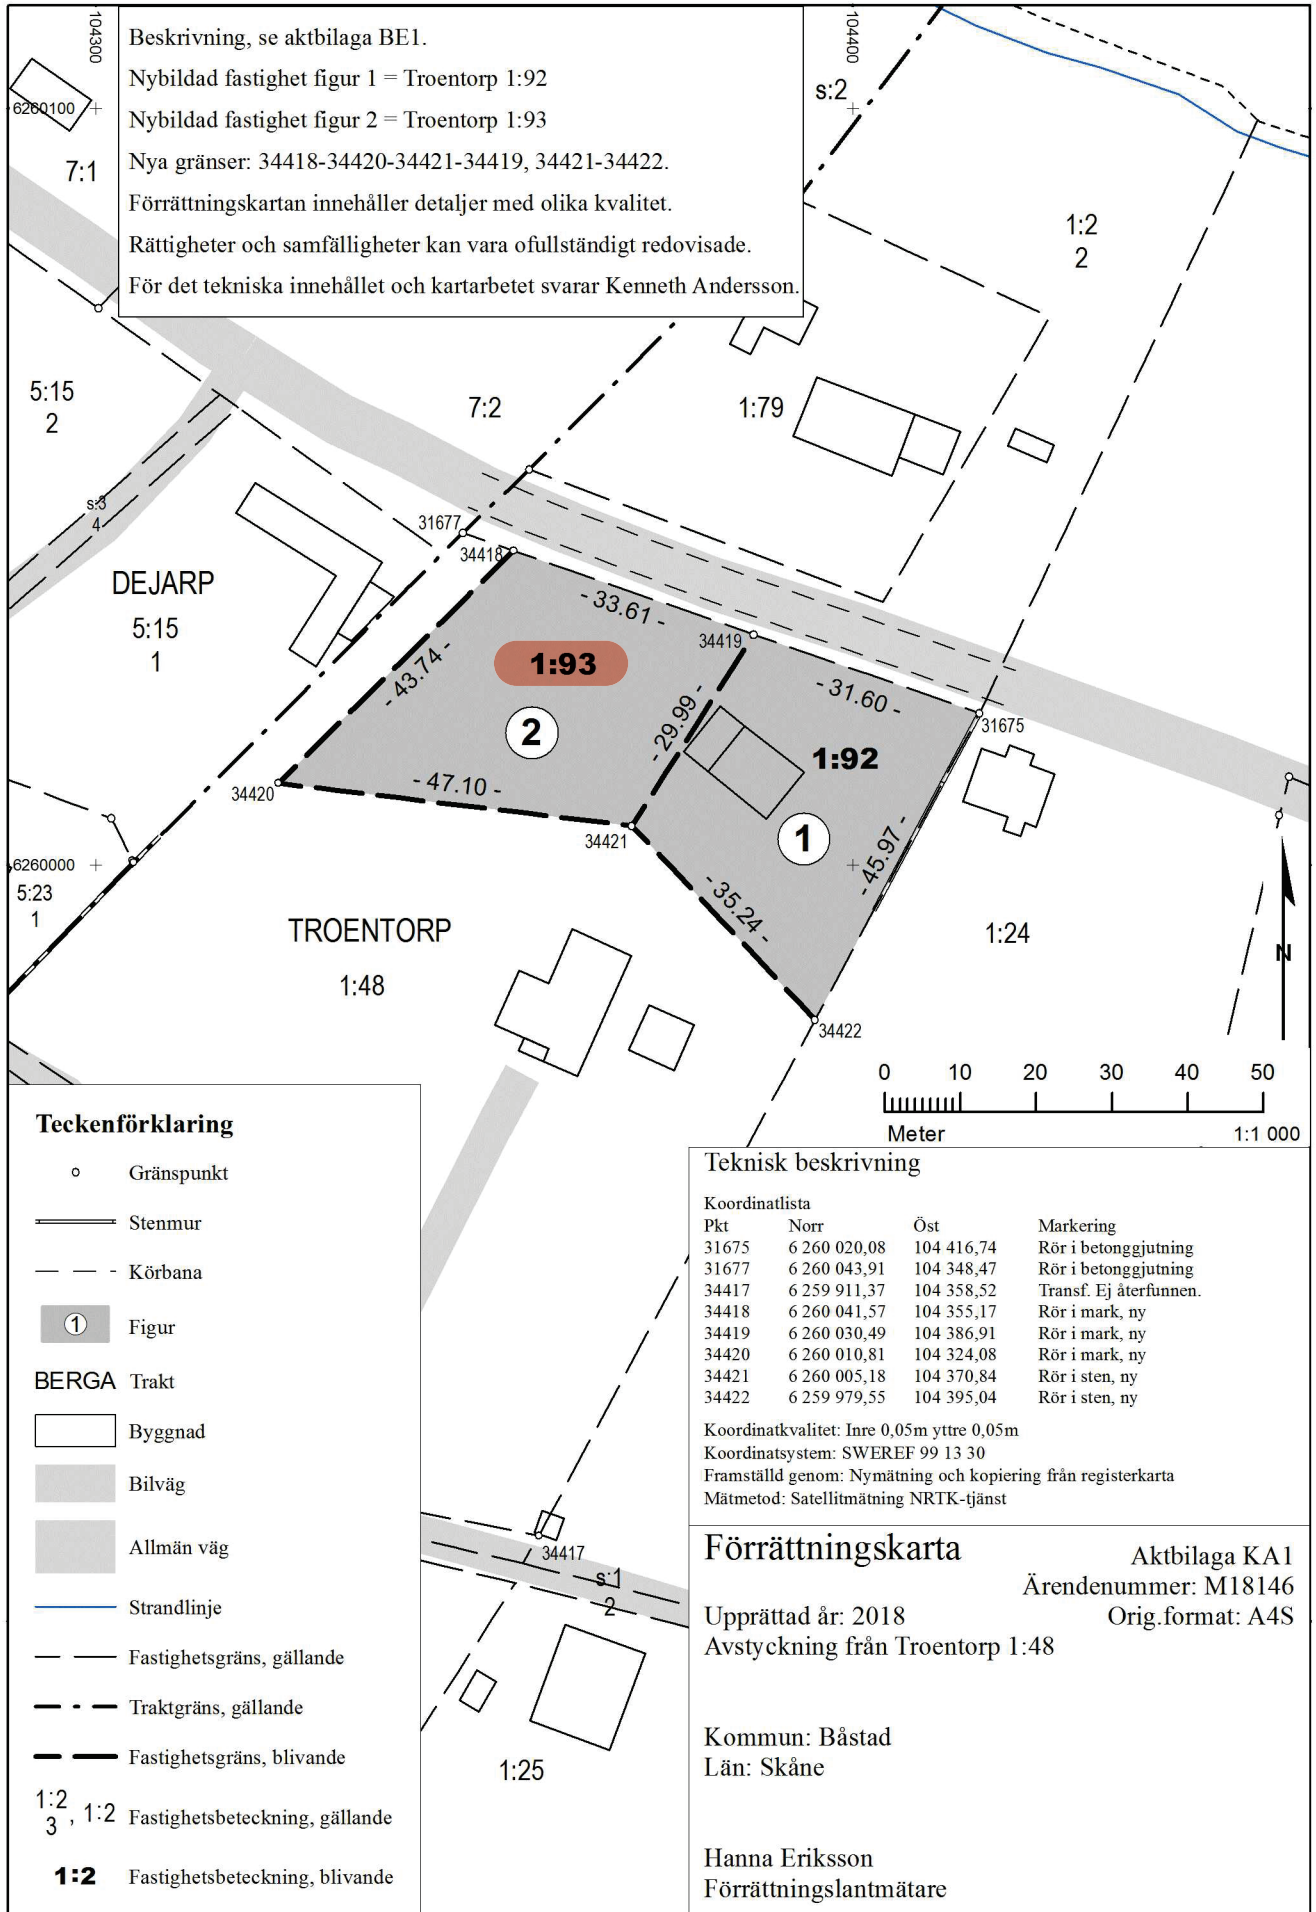 104300
104400
Beskrivning, se aktbilaga BE1.
Nybildad fastighet figur 1 = Troentorp 1:92
Nybildad fastighet figur 2 = Troentorp 1:93
Nya gränser: 34418-34420-34421-34419, 34421-34422.
Förrättningskartan innehåller detaljer med olika kvalitet.
Rättigheter och samfälligheter kan vara ofullständigt redovisade.
För det tekniska innehållet och kartarbetet svarar Kenneth Andersson.
6260100
s:2
7:1
1:2
2
5:15
2
7:2
1:79
s:3
4
31677
34418
DEJARP
5:15
1
- 33.61 -
34419
- 43.74 -
1:93
- 31.60 -
- 29.99 -
31675
2
1:92
- 47.10 -
34420
34421
1
6260000
5:23
1
- 45.97 -
- 35.24 -
TROENTORP
1:48
1:24
N
34422
0 10 20 30 40 50
Meter 1:1 000
Teckenförklaring
Gränspunkt
Stenmur
Körbana
1 Figur
BERGA Trakt
Byggnad
Bilväg
Allmän väg
Strandlinje
Fastighetsgräns, gällande
Traktgräns, gällande
Fastighetsgräns, blivande
1:2
3 , 1:2 Fastighetsbeteckning, gällande
1:2 Fastighetsbeteckning, blivande
34417
s:1
2
1:25
Teknisk beskrivning
Koordinatlista
Pkt Norr Öst Markering
31675 6 260 020,08 104 416,74 Rör i betonggjutning
31677 6 260 043,91 104 348,47 Rör i betonggjutning
34417 6 259 911,37 104 358,52 Transf. Ej återfunnen.
34418 6 260 041,57 104 355,17 Rör i mark, ny
34419 6 260 030,49 104 386,91 Rör i mark, ny
34420 6 260 010,81 104 324,08 Rör i mark, ny
34421 6 260 005,18 104 370,84 Rör i sten, ny
34422 6 259 979,55 104 395,04 Rör i sten, ny
Koordinatkvalitet: Inre 0,05m yttre 0,05m
Koordinatsystem: SWEREF 99 13 30
Framställd genom: Nymätning och kopiering från registerkarta
Mätmetod: Satellitmätning NRTK-tjänst
Förrättningskarta
Aktbilaga KA1
Ärendenummer: M18146
Upprättad år: 2018 Orig.format: A4S
Avstyckning från Troentorp 1:48
Kommun: Båstad
Län: Skåne
Hanna Eriksson
Förrättningslantmätare